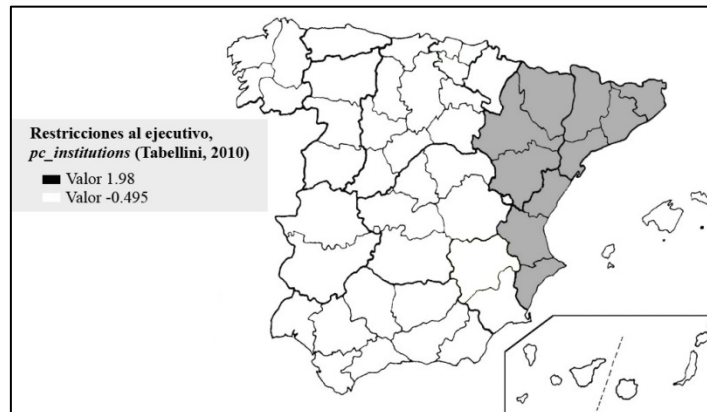 Restricciones al ejecutivo,
pc_institutions (Tabellini, 2010)
Valor 1.98
Valor -0.495